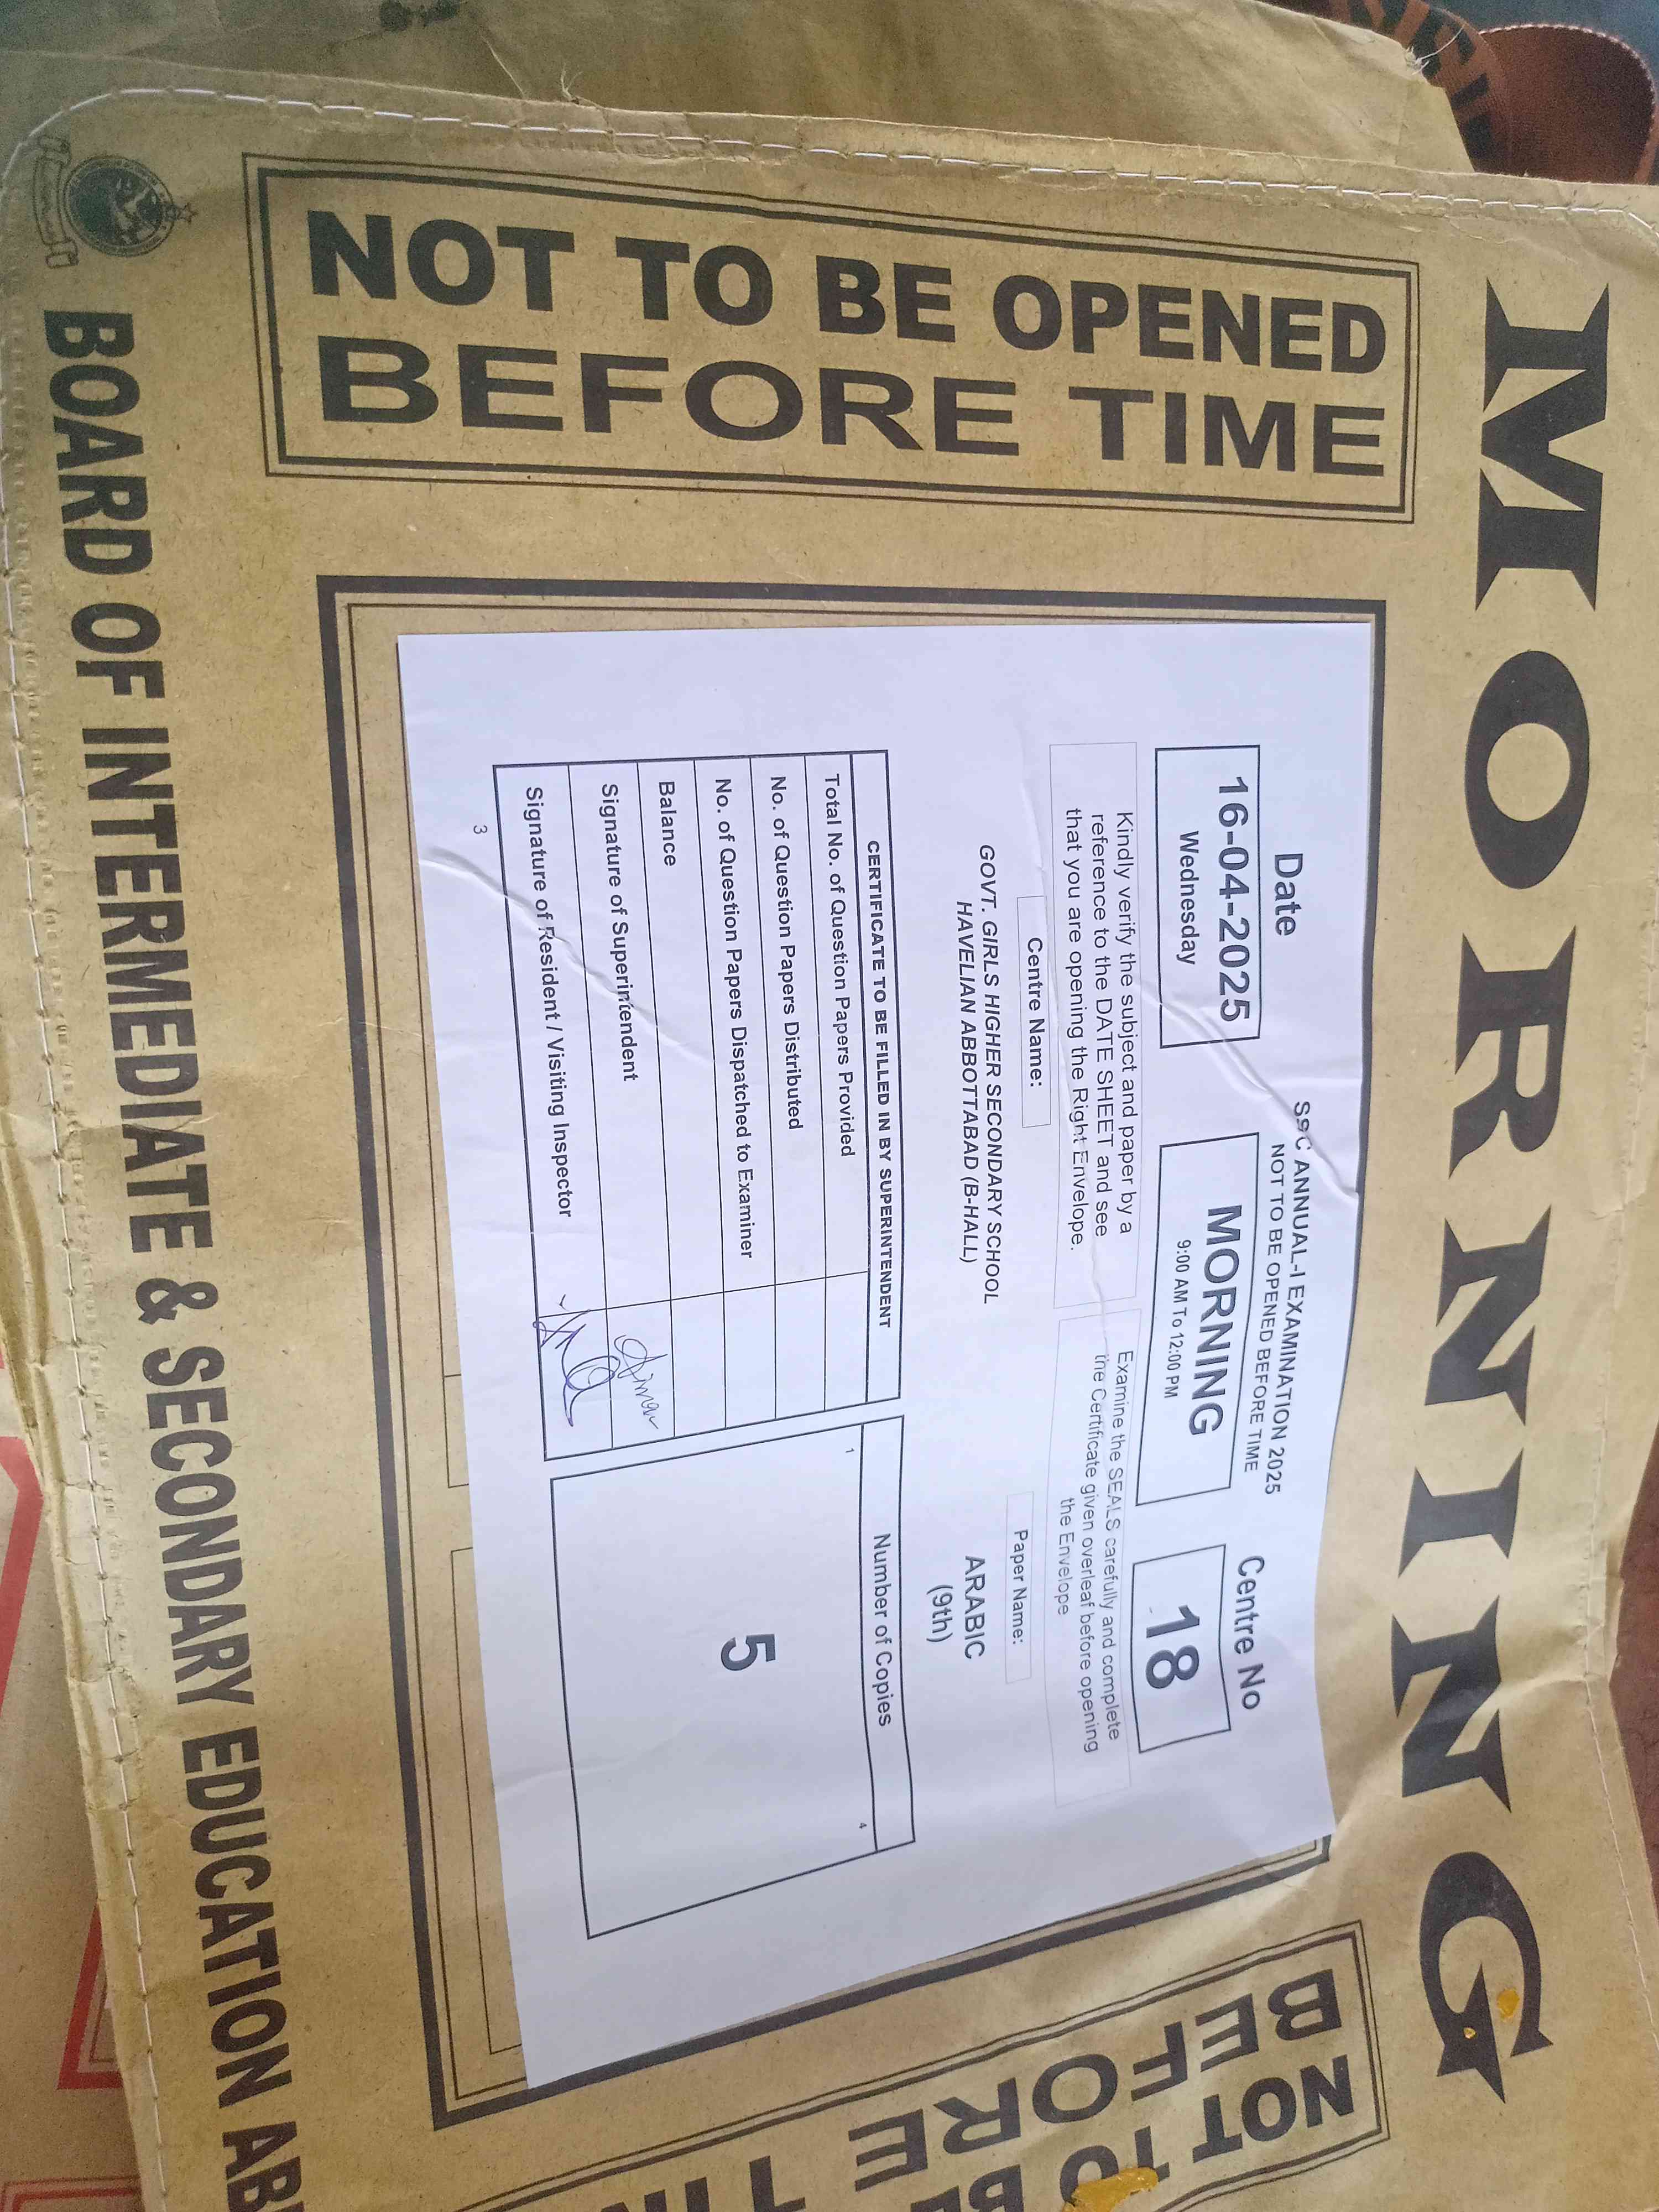 MORNING
NOT TO BE OPENED
BEFORE TIME
SSC ANNUAL-I EXAMINATION 2025
NOT TO BE OPENED BEFORE TIME
Date
16-04-2025
Wednesday
MORNING
9:00 AM To 12:00 PM
Centre No
18
Kindly verify the subject and paper by a
reference to the DATE SHEET and see
that you are opening the Right Envelope.
Examine the SEALS carefully and complete
the Certificate given overleaf before opening
the Envelope
Centre Name:
GOVT. GIRLS HIGHER SECONDARY SCHOOL
HAVELIAN ABBOTTABAD (B-HALL)
Paper Name:
ARABIC
(9th)
CERTIFICATE TO BE FILLED IN BY SUPERINTENDENT
Total No. of Question Papers Provided
No. of Question Papers Distributed
No. of Question Papers Dispatched to Examiner
Balance
Signature of Superintendent
Signature of Resident / Visiting Inspector
3
Number of Copies
1
4
5
NOT TO BE
BEFORE
BOARD OF INTERMEDIATE & SECONDARY EDUCATION AB